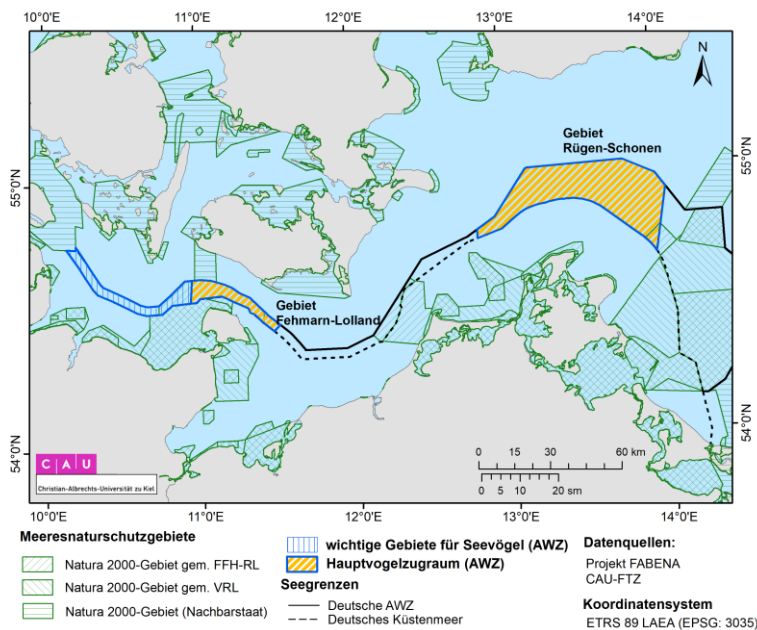 10°0'E 11°0'E 12°0'E 13°0'E 14°0'E
N
Gebiet
Rügen-Schonen
55°0'N
55°0'N
Gebiet
Fehmarn-Lolland
54°0'N
54°0'N
0 15 30 60 km
0 5 10 20 sm
C A U
Christian-Albrechts-Universität zu Kiel
10°0'E 11°0'E 12°0'E 13°0'E 14°0'E
Meeresnaturschutzgebiete
Natura 2000-Gebiet gem. FFH-RL
Natura 2000-Gebiet gem. VRL
Natura 2000-Gebiet (Nachbarstaat)
wichtige Gebiete für Seevögel (AWZ)
Hauptvogelzugraum (AWZ)
Seegrenzen
Deutsche AWZ
Deutsches Küstenmeer
Datenquellen:
Projekt FABENA
CAU-FTZ
Koordinatensystem
ETRS 89 LAEA (EPSG: 3035)